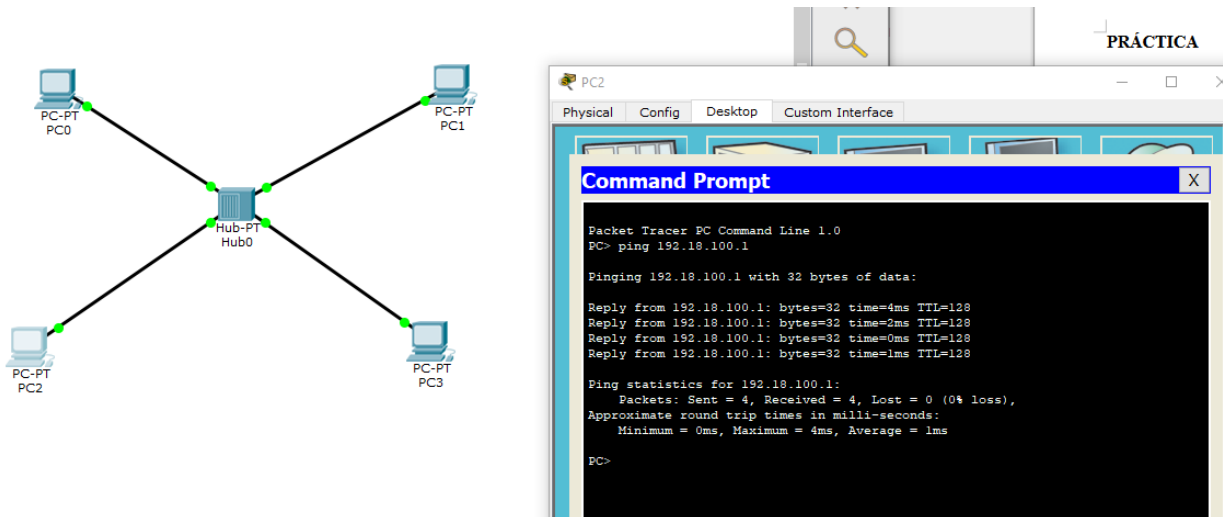 PRÁCTICA
PC-PT
PC0
PC-PT
PC1
Hub-PT
Hub0
PC-PT
PC2
PC-PT
PC3
PC2
Physical Config Desktop Custom Interface
Command Prompt X
Packet Tracer PC Command Line 1.0
PC> ping 192.18.100.1
Pinging 192.18.100.1 with 32 bytes of data:
Reply from 192.18.100.1: bytes=32 time=4ms TTL=128
Reply from 192.18.100.1: bytes=32 time=2ms TTL=128
Reply from 192.18.100.1: bytes=32 time=0ms TTL=128
Reply from 192.18.100.1: bytes=32 time=1ms TTL=128
Ping statistics for 192.18.100.1:
Packets: Sent = 4, Received = 4, Lost = 0 (0% loss),
Approximate round trip times in milli-seconds:
Minimum = 0ms, Maximum = 4ms, Average = 1ms
PC>